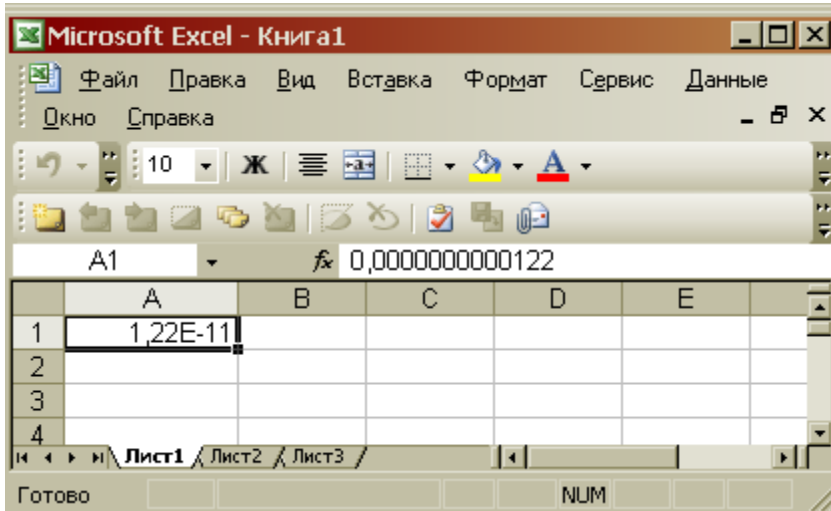 Microsoft Excel - Книга1
Файл Правка Вид Вставка Формат Сервис Данные
Окно Справка
10 Ж A
A1 fx 0,0000000000122
A B C D E
1 1,22E-11
2
3
4
Лист1 Лист2 Лист3
Готово NUM